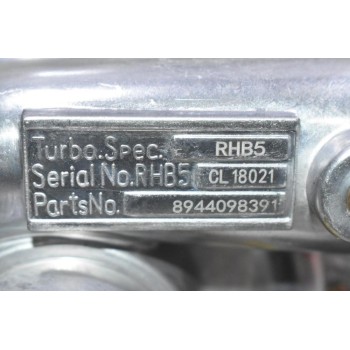 Turbo.Spec. RHB5
Serial No.RHB5 CL 18021
PartsNo. 8944098391